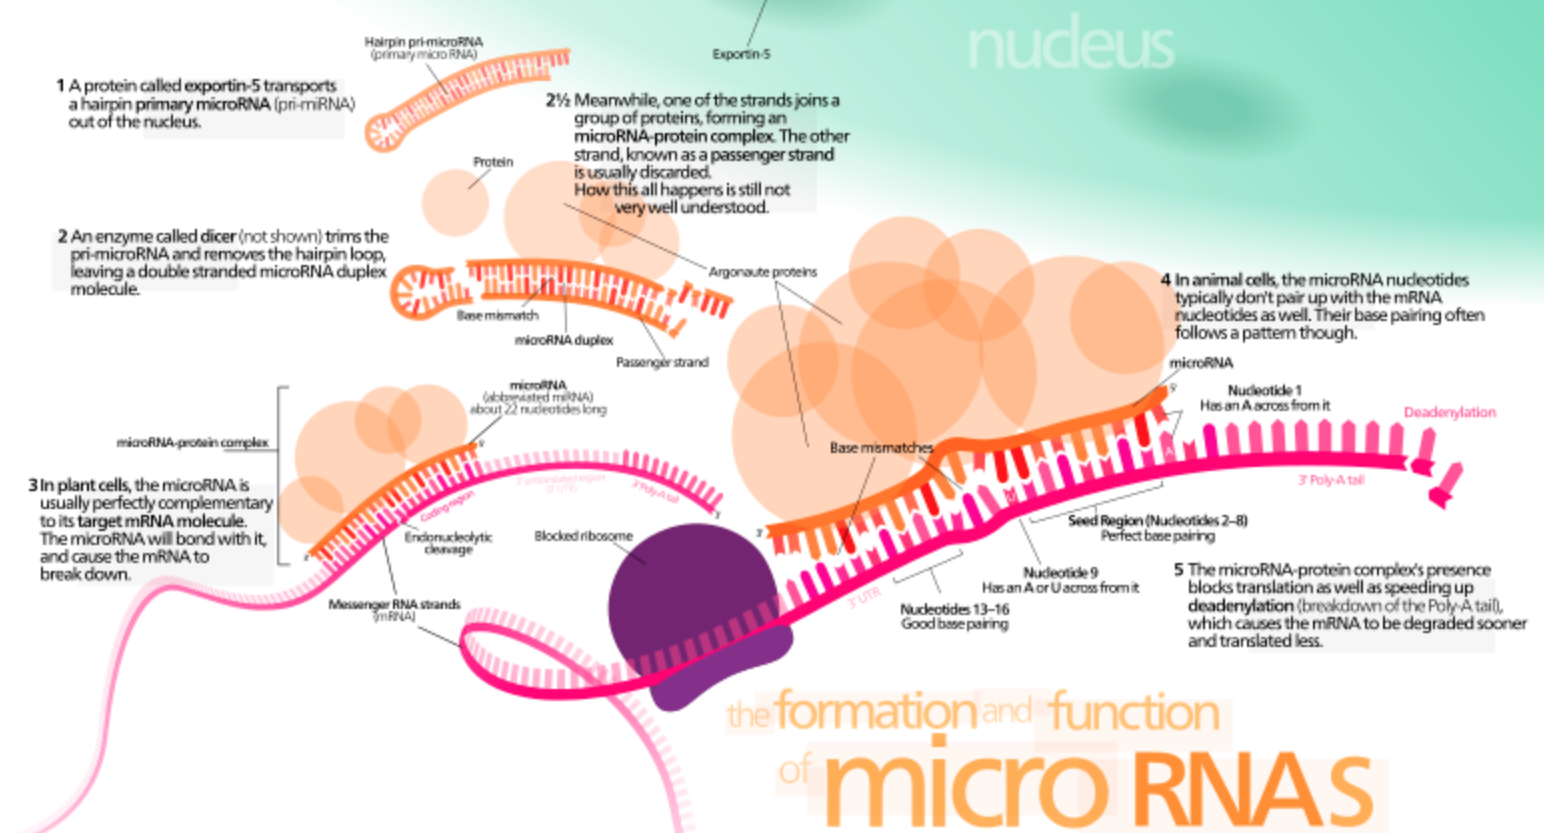 nucleus
Exportin-5
Hairpin pri-microRNA
(primary micro RNA)
1 A protein called exportin-5 transports
a hairpin primary microRNA (pri-miRNA)
out of the nucleus.
2½ Meanwhile, one of the strands joins a
group of proteins, forming an
microRNA-protein complex. The other
strand, known as a passenger strand
is usually discarded.
How this all happens is still not
very well understood.
Protein
2 An enzyme called dicer (not shown) trims the
pri-microRNA and removes the hairpin loop,
leaving a double stranded microRNA duplex
molecule.
Argonaute proteins
Base mismatch
microRNA duplex
Passenger strand
4 In animal cells, the microRNA nucleotides
typically don't pair up with the mRNA
nucleotides as well. Their base pairing often
follows a pattern though.
microRNA
5'
Nucleotide 1
Has an A across from it
Deadenylation
microRNA
(abbreviated miRNA)
about 22 nucleotides long
5'
microRNA-protein complex
Base mismatches
A
3' Poly-A tail
3 In plant cells, the microRNA is
usually perfectly complementary
to its target mRNA molecule.
The microRNA will bond with it,
and cause the mRNA to
break down.
3' untranslated region
(3' UTR)
3' Poly-A tail
3'
Coding region
3'
Endonucleolytic
cleavage
Blocked ribosome
3'
U
Seed Region (Nucleotides 2–8)
Perfect base pairing
Nucleotide 9
Has an A or U across from it
3' UTR
Nucleotides 13–16
Good base pairing
5 The microRNA-protein complex's presence
blocks translation as well as speeding up
deadenylation (breakdown of the Poly-A tail),
which causes the mRNA to be degraded sooner
and translated less.
Messenger RNA strands
(mRNA)
the formation and function
of micro RNAs